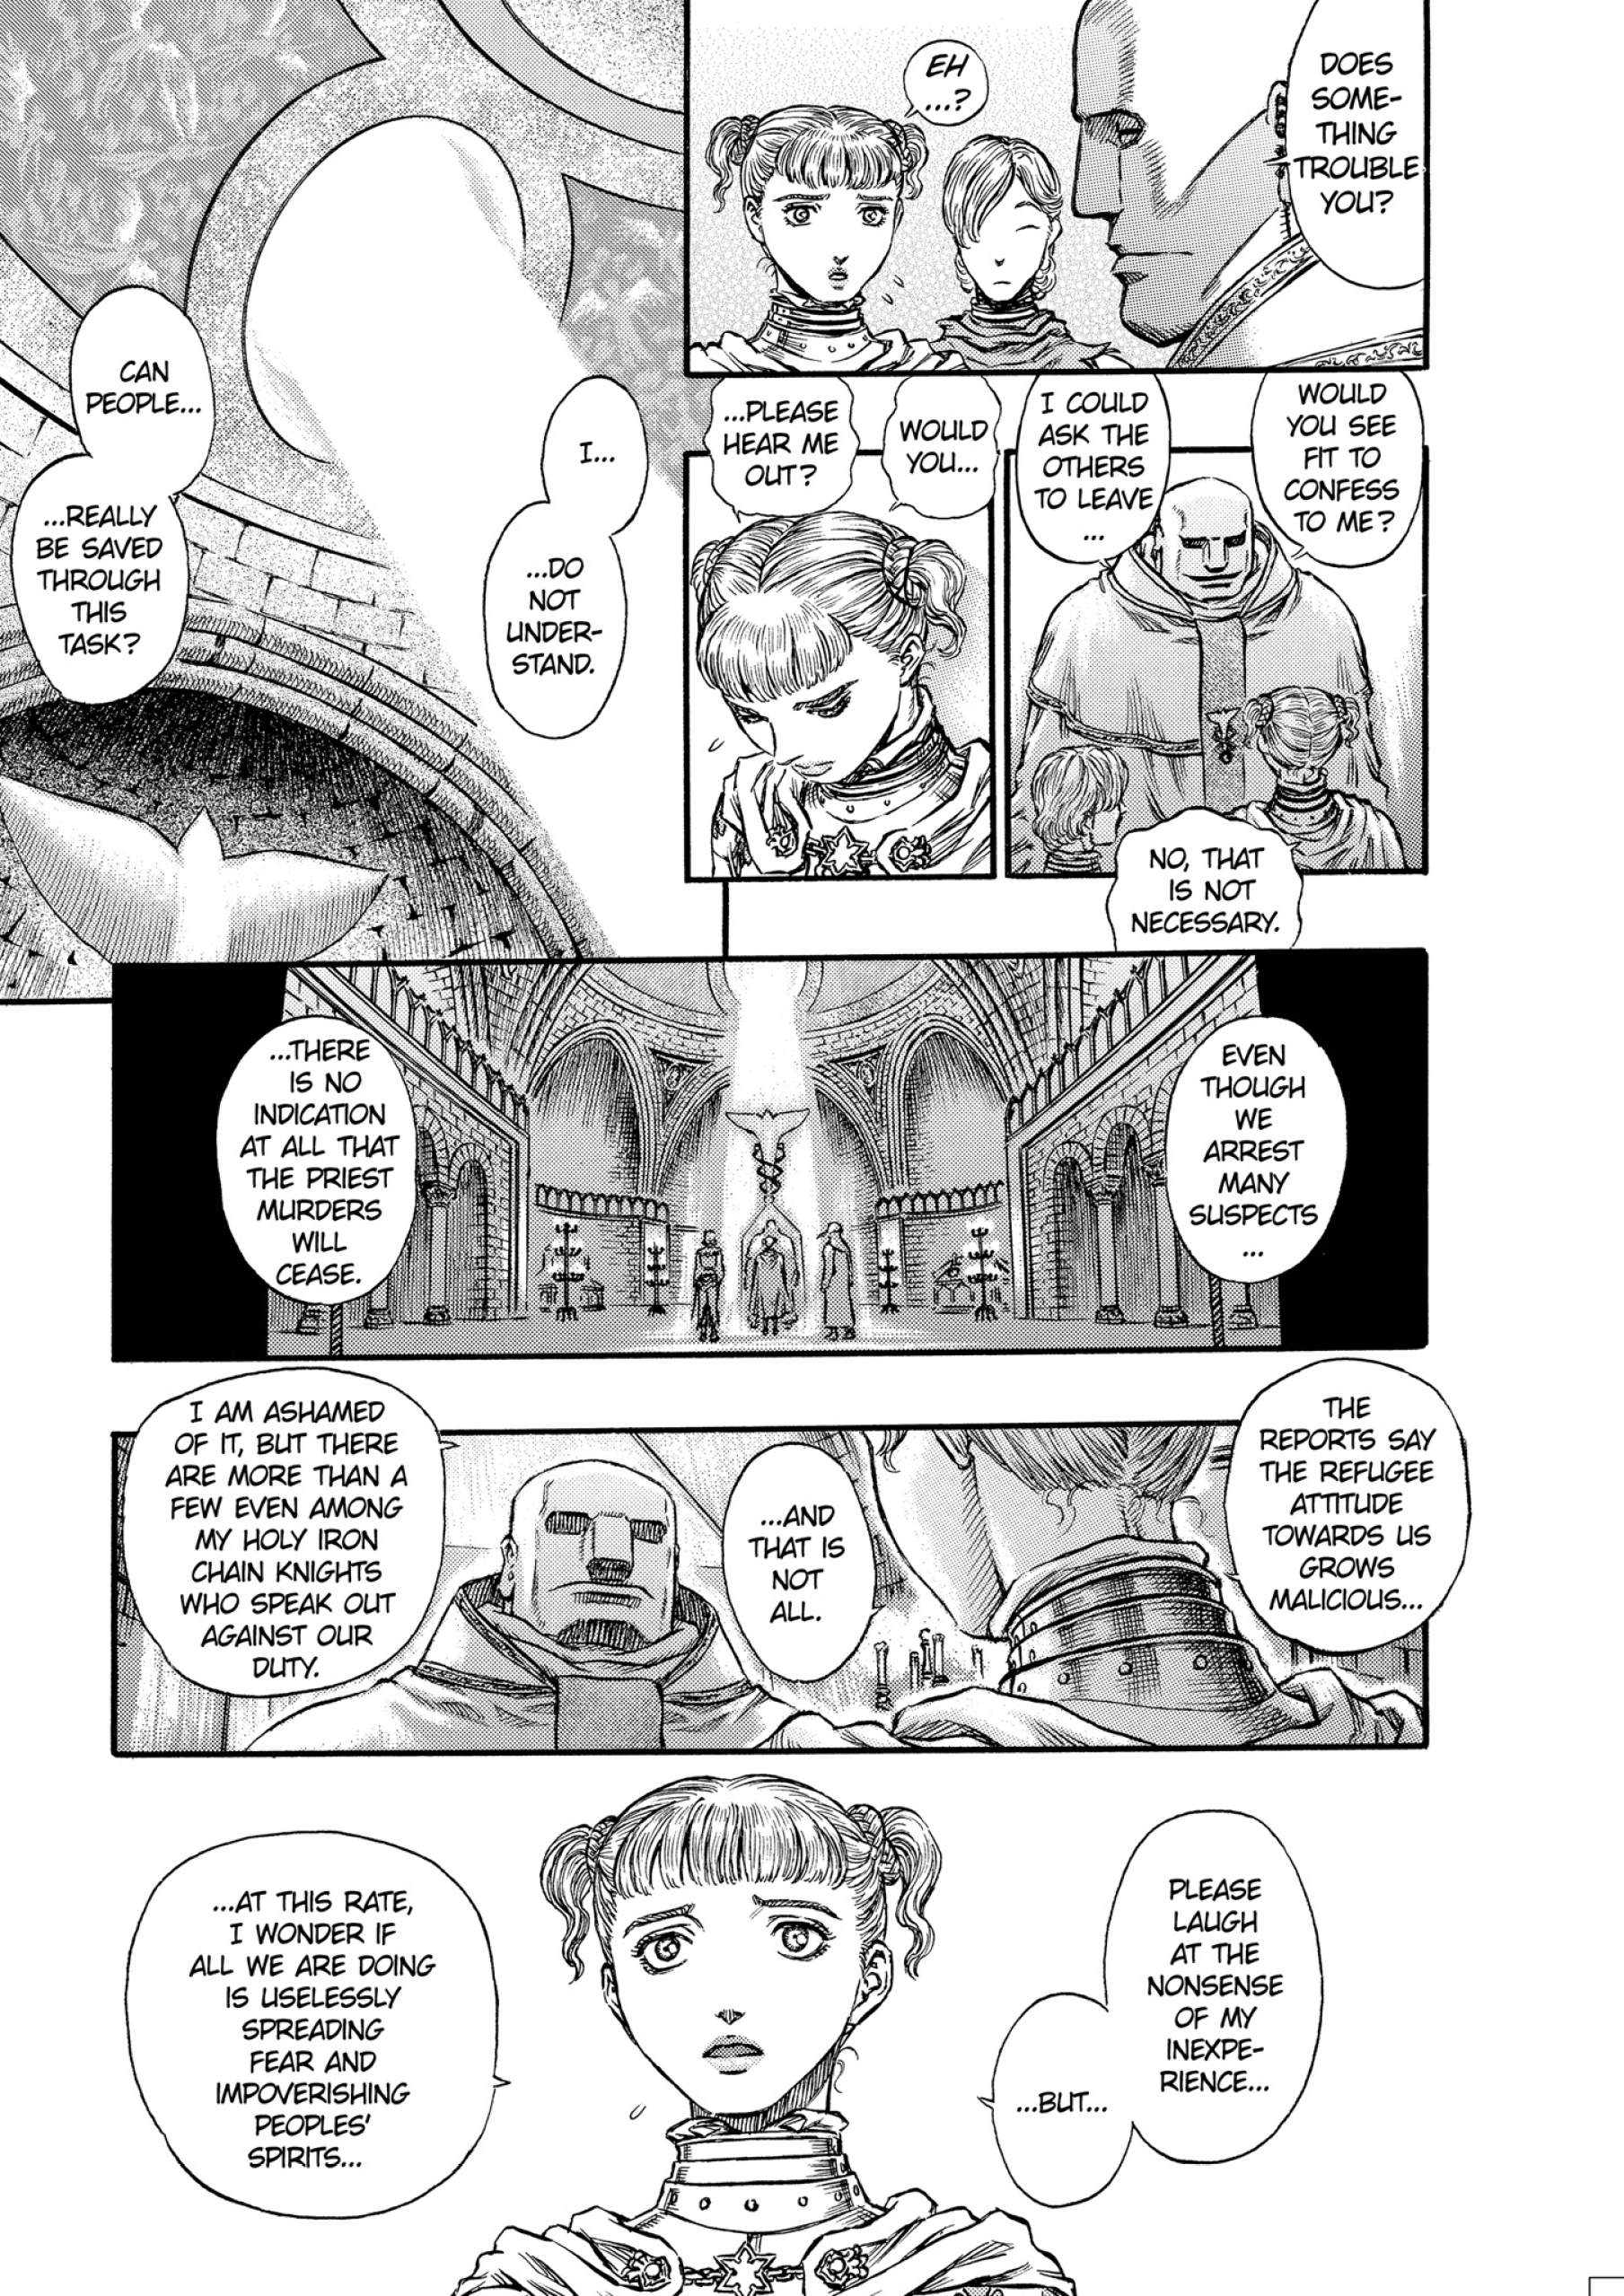 DOES
SOME-
THING
TROUBLE
YOU?
EH
...?
WOULD
YOU SEE
FIT TO
CONFESS
TO ME?
I COULD
ASK THE
OTHERS
TO LEAVE
...
NO, THAT
IS NOT
NECESSARY.
WOULD
YOU...
...PLEASE
HEAR ME
OUT?
I...
...DO
NOT
UNDER-
STAND.
CAN
PEOPLE...
...REALLY
BE SAVED
THROUGH
THIS
TASK?
EVEN
THOUGH
WE
ARREST
MANY
SUSPECTS
...
...THERE
IS NO
INDICATION
AT ALL THAT
THE PRIEST
MURDERS
WILL
CEASE.
THE
REPORTS SAY
THE REFUGEE
ATTITUDE
TOWARDS US
GROWS
MALICIOUS...
...AND
THAT IS
NOT
ALL.
I AM ASHAMED
OF IT, BUT THERE
ARE MORE THAN A
FEW EVEN AMONG
MY HOLY IRON
CHAIN KNIGHTS
WHO SPEAK OUT
AGAINST OUR
DUTY.
PLEASE
LAUGH
AT THE
NONSENSE
OF MY
INEXPE-
RIENCE...
...BUT...
...AT THIS RATE,
I WONDER IF
ALL WE ARE DOING
IS USELESSLY
SPREADING
FEAR AND
IMPOVERISHING
PEOPLES'
SPIRITS...